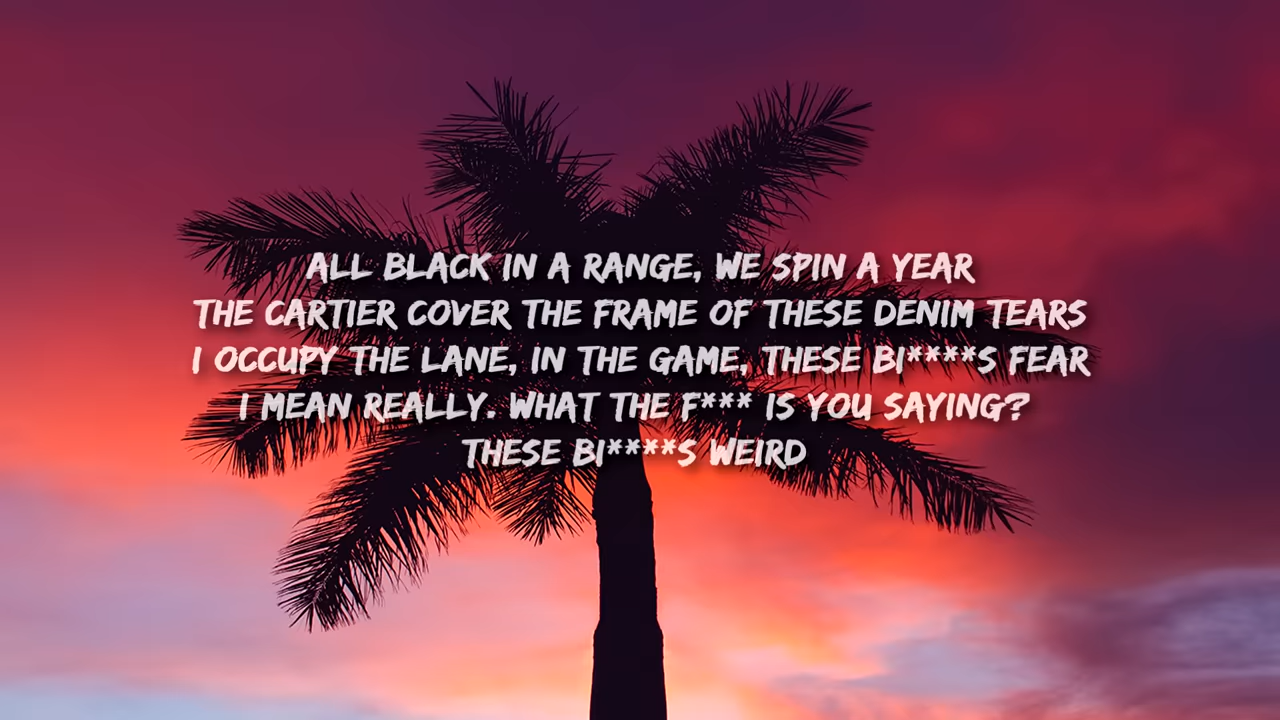 ALL BLACK IN A RANGE, WE SPIN A YEAR
THE CARTIER COVER THE FRAME OF THESE DENIM TEARS
I OCCUPY THE LANE, IN THE GAME, THESE BI****S FEAR
I MEAN REALLY. WHAT THE F*** IS YOU SAYING?
THESE BI****S WEIRD